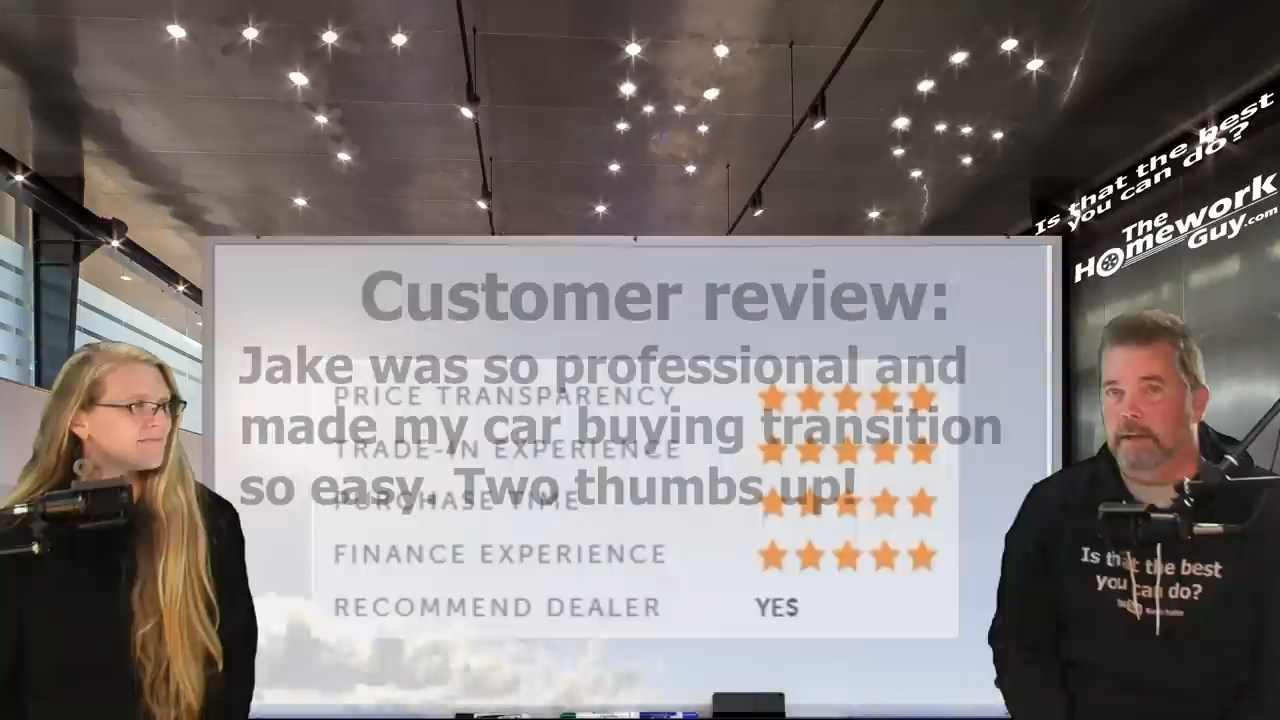 Is that the best
you can do?
The
Homework
Guy.com
Customer review:
Jake was so professional and
PRICE TRANSPARENCY
made my car buying transition
TRADE-IN EXPERIENCE
so easy. Two thumbs up!
PURCHASE TIME
FINANCE EXPERIENCE
RECOMMEND DEALER YES
Is that the best
you can do?